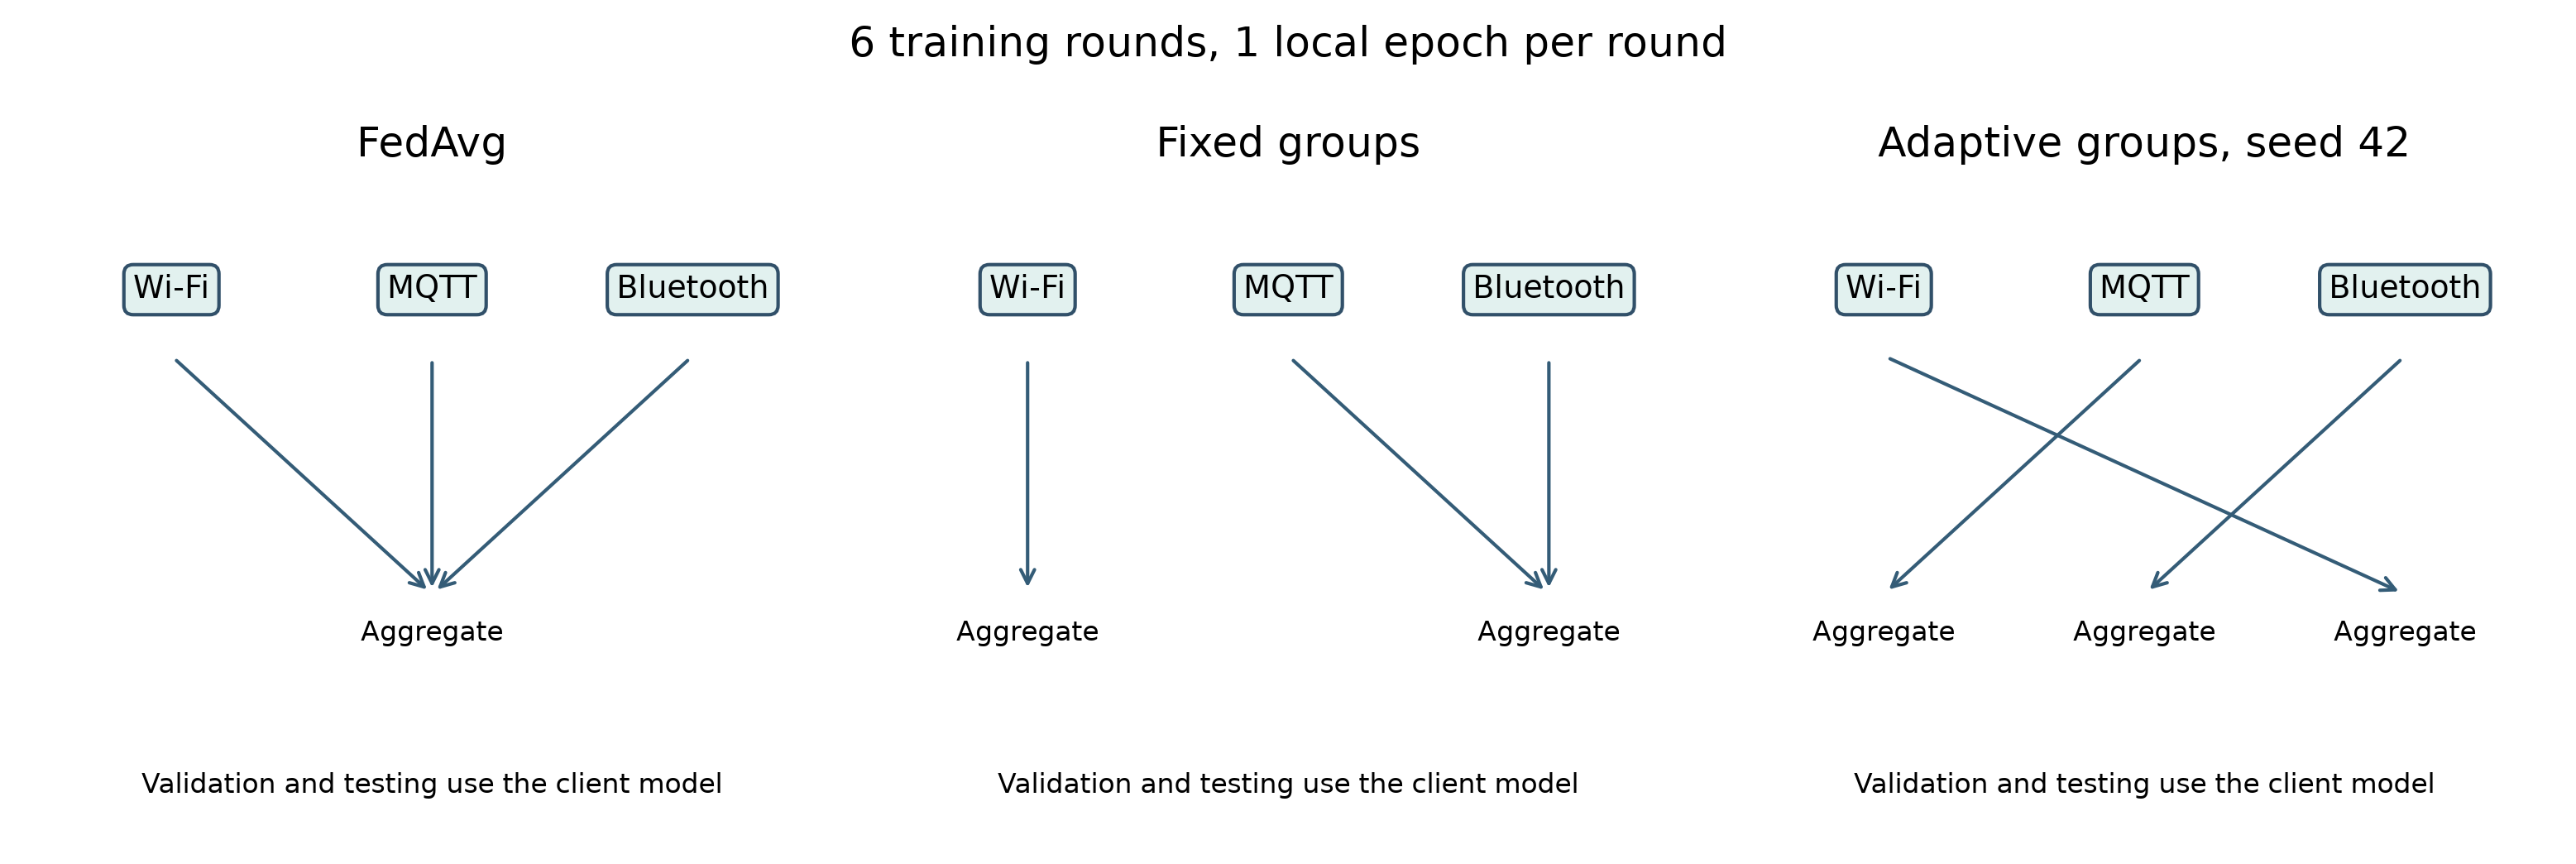 6 training rounds, 1 local epoch per round
FedAvg
Fixed groups
Adaptive groups, seed 42
Wi-Fi
MQTT
Bluetooth
Wi-Fi
MQTT
Bluetooth
Wi-Fi
MQTT
Bluetooth
Aggregate
Aggregate
Aggregate
Aggregate
Aggregate
Aggregate
Validation and testing use the client model
Validation and testing use the client model
Validation and testing use the client model